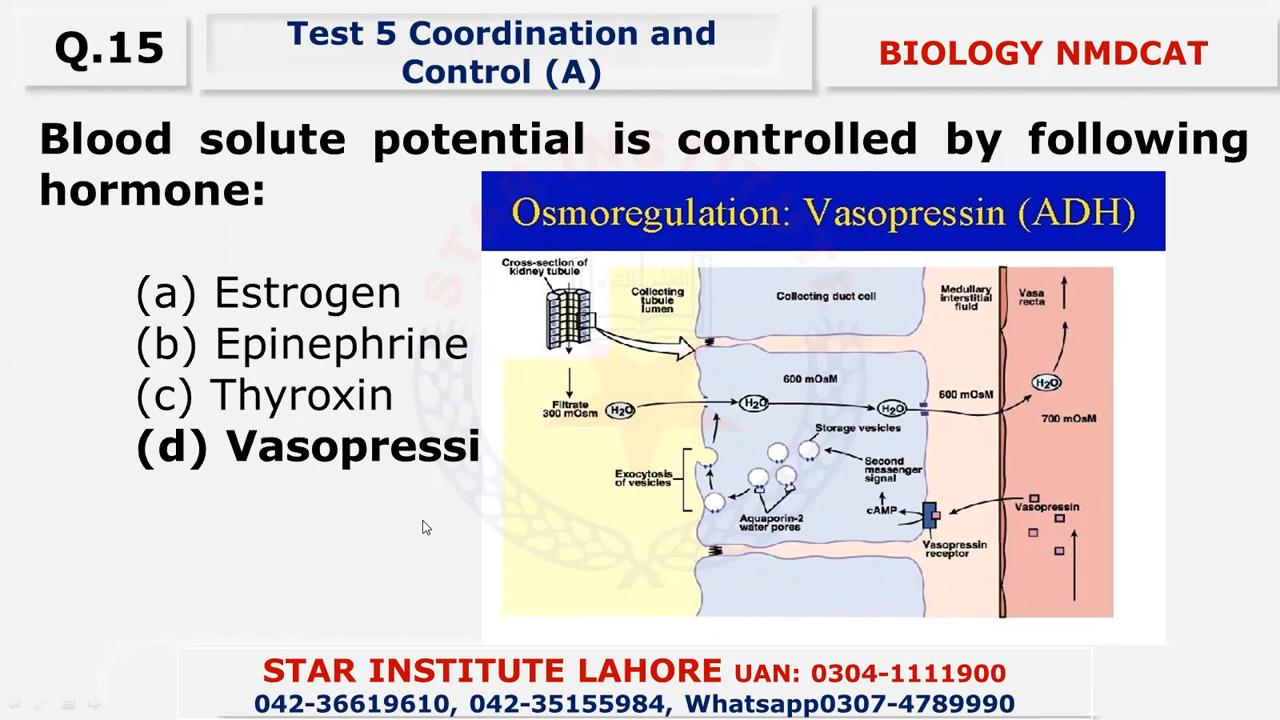 Q.15
Test 5 Coordination and
Control (A)
BIOLOGY NMDCAT
Blood solute potential is controlled by following
hormone:
(a) Estrogen
(b) Epinephrine
(c) Thyroxin
(d) Vasopressi
Osmoregulation: Vasopressin (ADH)
Cross-section of
kidney tubule
Collecting
tubule
lumen
Collecting duct cell
Medullary
interstitial
fluid
Vasa
recta
600 mOsM
Filtrate
300 mOsm
H₂O
H₂O
H₂O
600 mOsM
H₂O
700 mOsM
Storage vesicles
Exocytosis
of vesicles
Second
messenger
signal
cAMP
Aquaporin-2
water pores
Vasopressin
Vasopressin
receptor
STAR INSTITUTE
STAR INSTITUTE LAHORE UAN: 0304-1111900
042-36619610, 042-35155984, Whatsapp0307-4789990